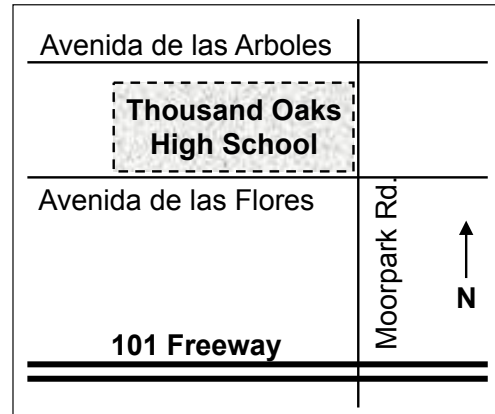 Avenida de las Arboles
Thousand Oaks
High School
Avenida de las Flores
Moorpark Rd.
N
101 Freeway